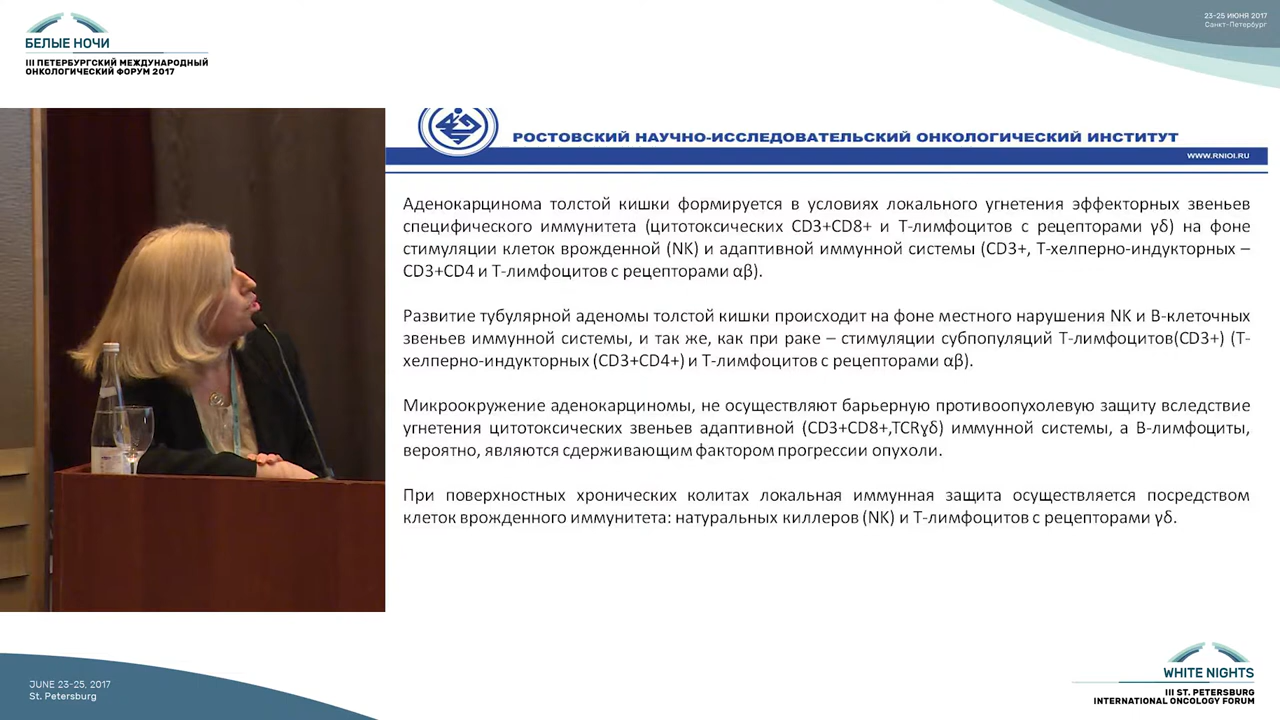 БЕЛЫЕ НОЧИ
III ПЕТЕРБУРГСКИЙ МЕЖДУНАРОДНЫЙ
ОНКОЛОГИЧЕСКИЙ ФОРУМ 2017
23-25 ИЮНЯ 2017
Санкт-Петербург
РОСТОВСКИЙ НАУЧНО-ИССЛЕДОВАТЕЛЬСКИЙ ОНКОЛОГИЧЕСКИЙ ИНСТИТУТ
WWW.RNIOI.RU
Аденокарцинома толстой кишки формируется в условиях локального угнетения эффекторных звеньев
специфического иммунитета (цитотоксических CD3+CD8+ и Т-лимфоцитов с рецепторами γδ) на фоне
стимуляции клеток врожденной (NK) и адаптивной иммунной системы (CD3+, Т-хелперно-индукторных –
CD3+CD4 и Т-лимфоцитов с рецепторами αβ).
Развитие тубулярной аденомы толстой кишки происходит на фоне местного нарушения NK и В-клеточных
звеньев иммунной системы, и так же, как при раке – стимуляции субпопуляций Т-лимфоцитов(CD3+) (Т-
хелперно-индукторных (CD3+CD4+) и Т-лимфоцитов с рецепторами αβ).
Микроокружение аденокарциномы, не осуществляют барьерную противоопухолевую защиту вследствие
угнетения цитотоксических звеньев адаптивной (CD3+CD8+,TCRɣδ) иммунной системы, а В-лимфоциты,
вероятно, являются сдерживающим фактором прогрессии опухоли.
При поверхностных хронических колитах локальная иммунная защита осуществляется посредством
клеток врожденного иммунитета: натуральных киллеров (NK) и Т-лимфоцитов с рецепторами γδ.
JUNE 23-25, 2017
St. Petersburg
WHITE NIGHTS
III ST. PETERSBURG
INTERNATIONAL ONCOLOGY FORUM